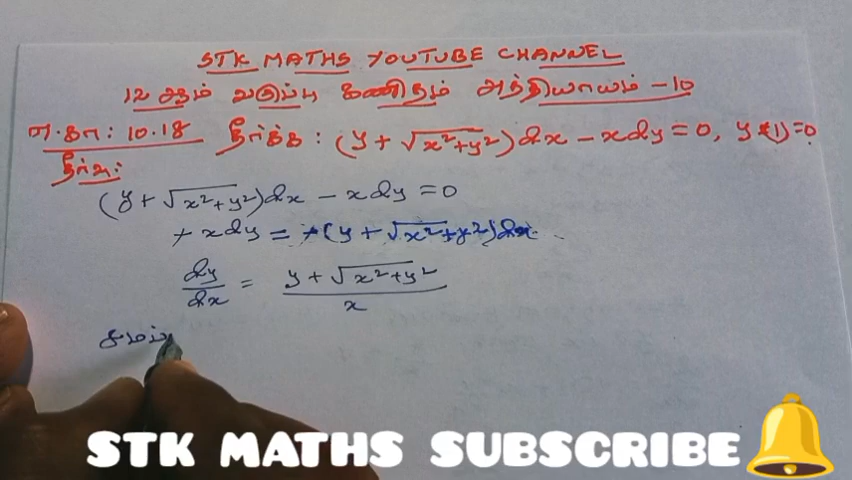 STK MATHS YOUTUBE CHANNEL
12 ஆம் வகுப்பு கணிதம் அத்தியாயம் - 10
எ.கா: 10.18 தீர்க்க: (y + √x²+y²)dx - xdy = 0, y(1) = 0
தீர்வு:
(y + √x²+y²)dx - xdy = 0
- xdy = -(y + √x²+y²)dx
dy/dx = y + √x²+y² / x
சமப்
STK MATHS SUBSCRIBE